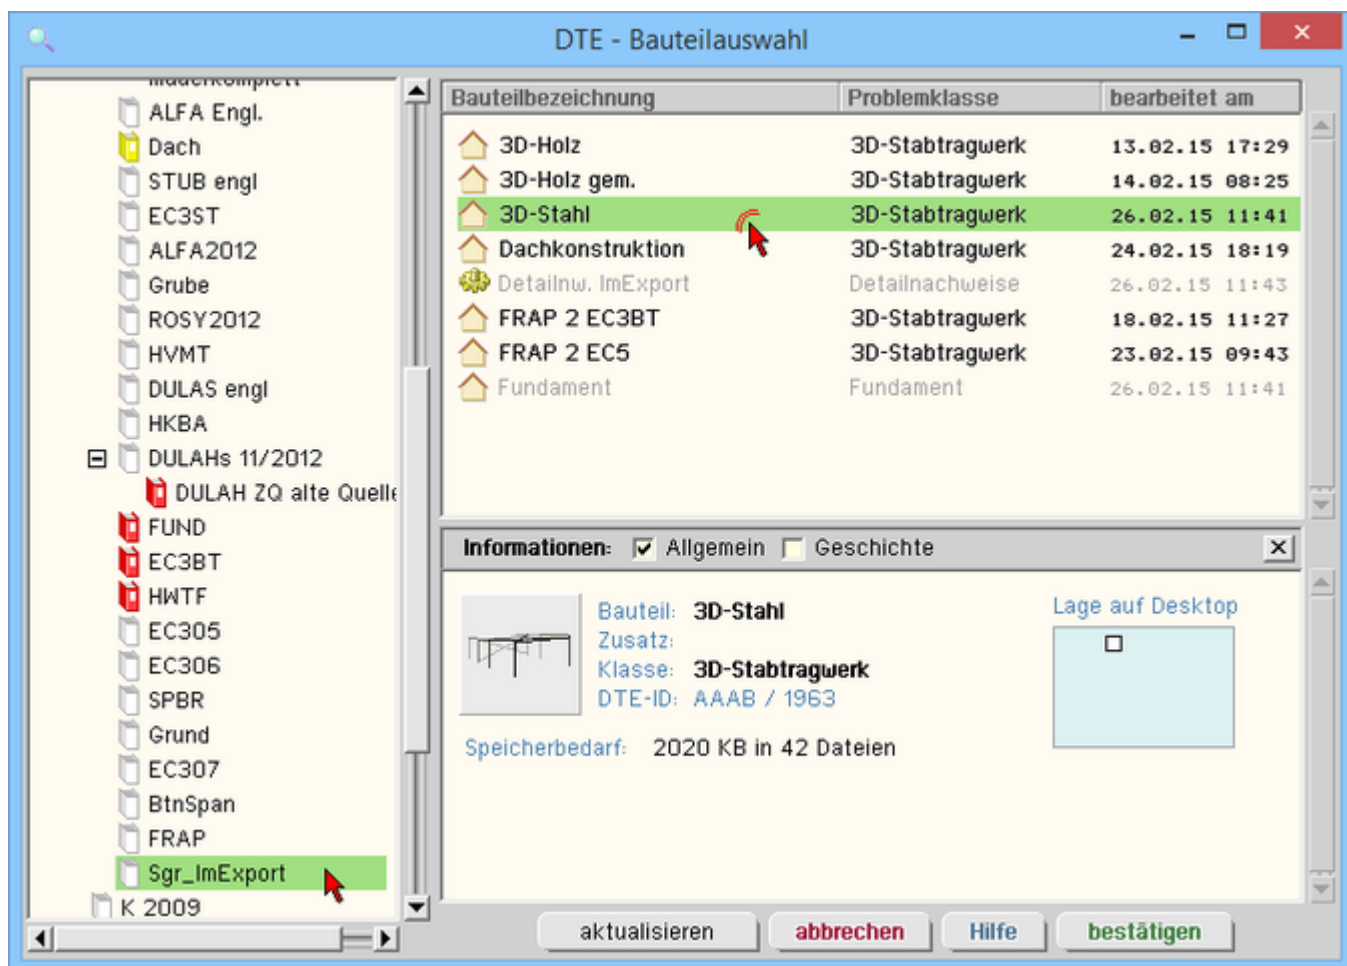 DTE - Bauteilauswahl
ALFA Engl.
Dach
STUB engl
EC3ST
ALFA2012
Grube
ROSY2012
HVMT
DULAS engl
HKBA
DULAHs 11/2012
DULAH ZQ alte Quelle
FUND
EC3BT
HWTF
EC305
EC306
SPBR
Grund
EC307
BtnSpan
FRAP
Sgr_ImExport
K 2009
Bauteilbezeichnung Problemklasse bearbeitet am
3D-Holz 3D-Stabtragwerk 13.02.15 17:29
3D-Holz gem. 3D-Stabtragwerk 14.02.15 08:25
3D-Stahl 3D-Stabtragwerk 26.02.15 11:41
Dachkonstruktion 3D-Stabtragwerk 24.02.15 18:19
Detailnw. ImExport Detailnachweise 26.02.15 11:43
FRAP 2 EC3BT 3D-Stabtragwerk 18.02.15 11:27
FRAP 2 EC5 3D-Stabtragwerk 23.02.15 09:43
Fundament Fundament 26.02.15 11:41
Informationen: Allgemein Geschichte
Bauteil: 3D-Stahl
Zusatz:
Klasse: 3D-Stabtragwerk
DTE-ID: AAAB / 1963
Lage auf Desktop
Speicherbedarf: 2020 KB in 42 Dateien
aktualisieren abbrechen Hilfe bestätigen